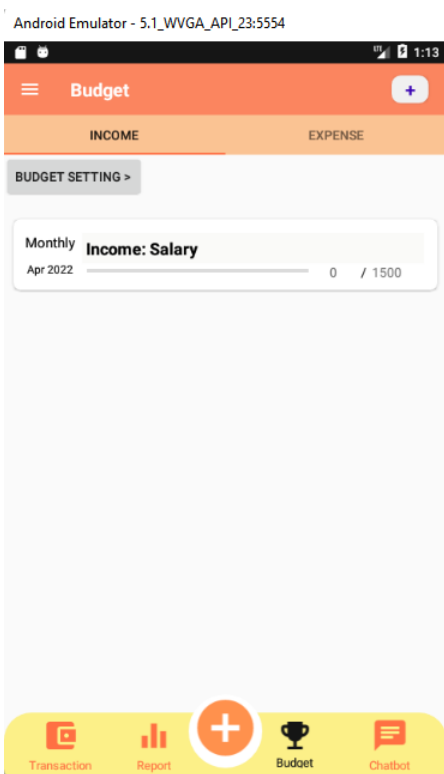 Android Emulator - 5.1_WVGA_API_23:5554
LTE 1:13
Budget +
INCOME EXPENSE
BUDGET SETTING >
Monthly Income: Salary
Apr 2022 0 / 1500
+
Transaction Report Budget Chatbot